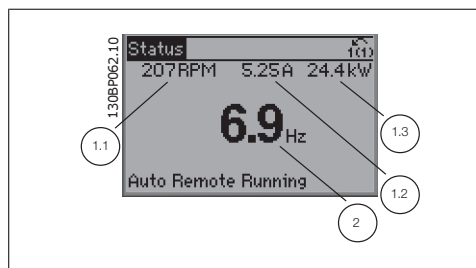 130BP062.10
Status
1(1)
207RPM 5.25A 24.4kW
6.9Hz
Auto Remote Running
1.1
1.3
1.2
2